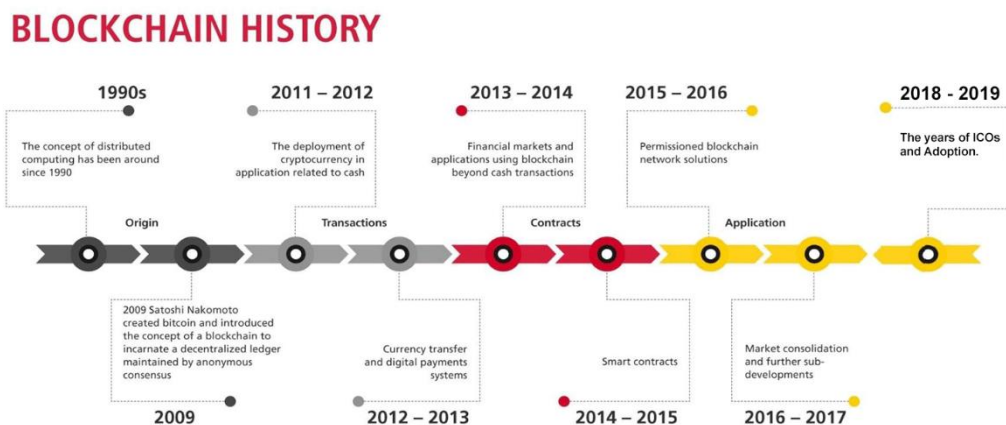 BLOCKCHAIN HISTORY
1990s
The concept of distributed
computing has been around
since 1990
2011 – 2012
The deployment of
cryptocurrency in
application related to cash
2013 – 2014
Financial markets and
applications using blockchain
beyond cash transactions
2015 – 2016
Permissioned blockchain
network solutions
2018 - 2019
The years of ICOs
and Adoption.
Origin
Transactions
Contracts
Application
2009 Satoshi Nakomoto
created bitcoin and introduced
the concept of a blockchain to
incarnate a decentralized ledger
maintained by anonymous
consensus
2009
Currency transfer
and digital payments
systems
2012 – 2013
Smart contracts
2014 – 2015
Market consolidation
and further sub-
developments
2016 – 2017